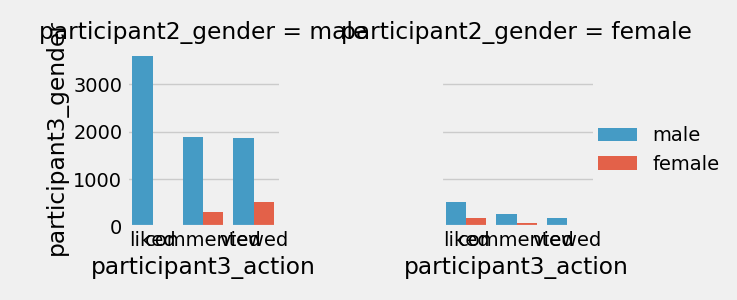 participant2_gender = male
participant2_gender = female
participant3_gender
3000
2000
1000
0
liked commented viewed
liked commented viewed
participant3_action
participant3_action
male
female